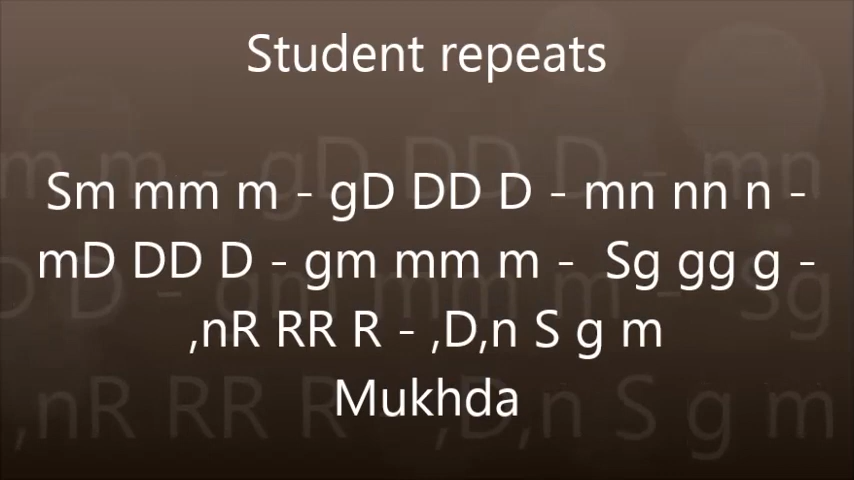 Student repeats
Sm mm m - gD DD D - mn nn n -
mD DD D - gm mm m - Sg gg g -
,nR RR R - ,D,n S g m
Mukhda